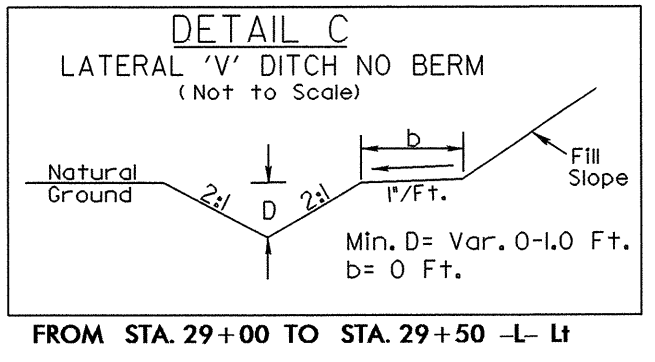 DETAIL C
LATERAL 'V' DITCH NO BERM
(Not to Scale)
b
Natural
Ground
2:1
D
2:1
1"/Ft.
Fill
Slope
Min. D= Var. 0-1.0 Ft.
b= 0 Ft.
FROM STA. 29+00 TO STA. 29+50 -L- Lt